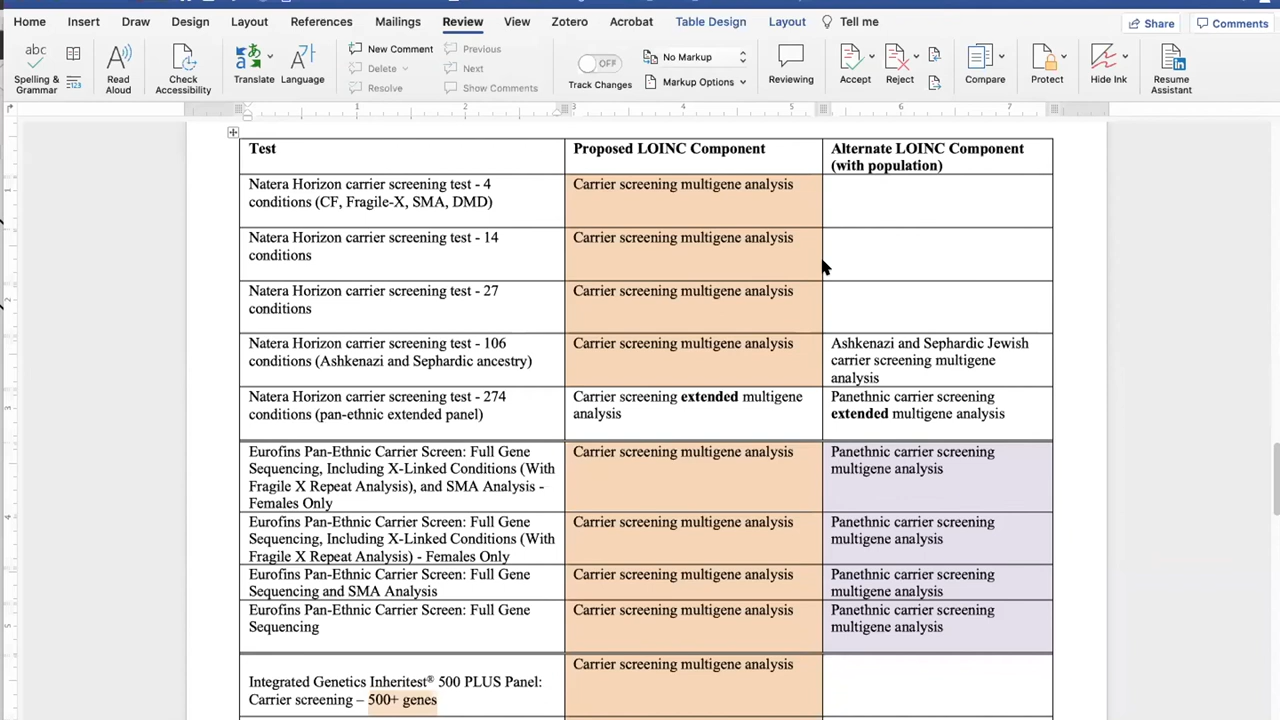 Home Insert Draw Design Layout References Mailings Review View Zotero Acrobat Table Design Layout Tell me Share Comments
abc
Spelling & Grammar
123
Read Aloud
Check Accessibility
Translate
Language
New Comment
Delete
Resolve
Previous
Next
Show Comments
OFF
Track Changes
No Markup
Markup Options
Reviewing
Accept
Reject
Compare
Protect
Hide Ink
Resume Assistant
1 2 3 4 5 6 7
Test
Proposed LOINC Component
Alternate LOINC Component
(with population)
Natera Horizon carrier screening test - 4
conditions (CF, Fragile-X, SMA, DMD)
Carrier screening multigene analysis
Natera Horizon carrier screening test - 14
conditions
Carrier screening multigene analysis
Natera Horizon carrier screening test - 27
conditions
Carrier screening multigene analysis
Natera Horizon carrier screening test - 106
conditions (Ashkenazi and Sephardic ancestry)
Carrier screening multigene analysis
Ashkenazi and Sephardic Jewish
carrier screening multigene
analysis
Natera Horizon carrier screening test - 274
conditions (pan-ethnic extended panel)
Carrier screening extended multigene
analysis
Panethnic carrier screening
extended multigene analysis
Eurofins Pan-Ethnic Carrier Screen: Full Gene
Sequencing, Including X-Linked Conditions (With
Fragile X Repeat Analysis), and SMA Analysis -
Females Only
Carrier screening multigene analysis
Panethnic carrier screening
multigene analysis
Eurofins Pan-Ethnic Carrier Screen: Full Gene
Sequencing, Including X-Linked Conditions (With
Fragile X Repeat Analysis) - Females Only
Carrier screening multigene analysis
Panethnic carrier screening
multigene analysis
Eurofins Pan-Ethnic Carrier Screen: Full Gene
Sequencing and SMA Analysis
Carrier screening multigene analysis
Panethnic carrier screening
multigene analysis
Eurofins Pan-Ethnic Carrier Screen: Full Gene
Sequencing
Carrier screening multigene analysis
Panethnic carrier screening
multigene analysis
Integrated Genetics Inheritest® 500 PLUS Panel:
Carrier screening – 500+ genes
Carrier screening multigene analysis